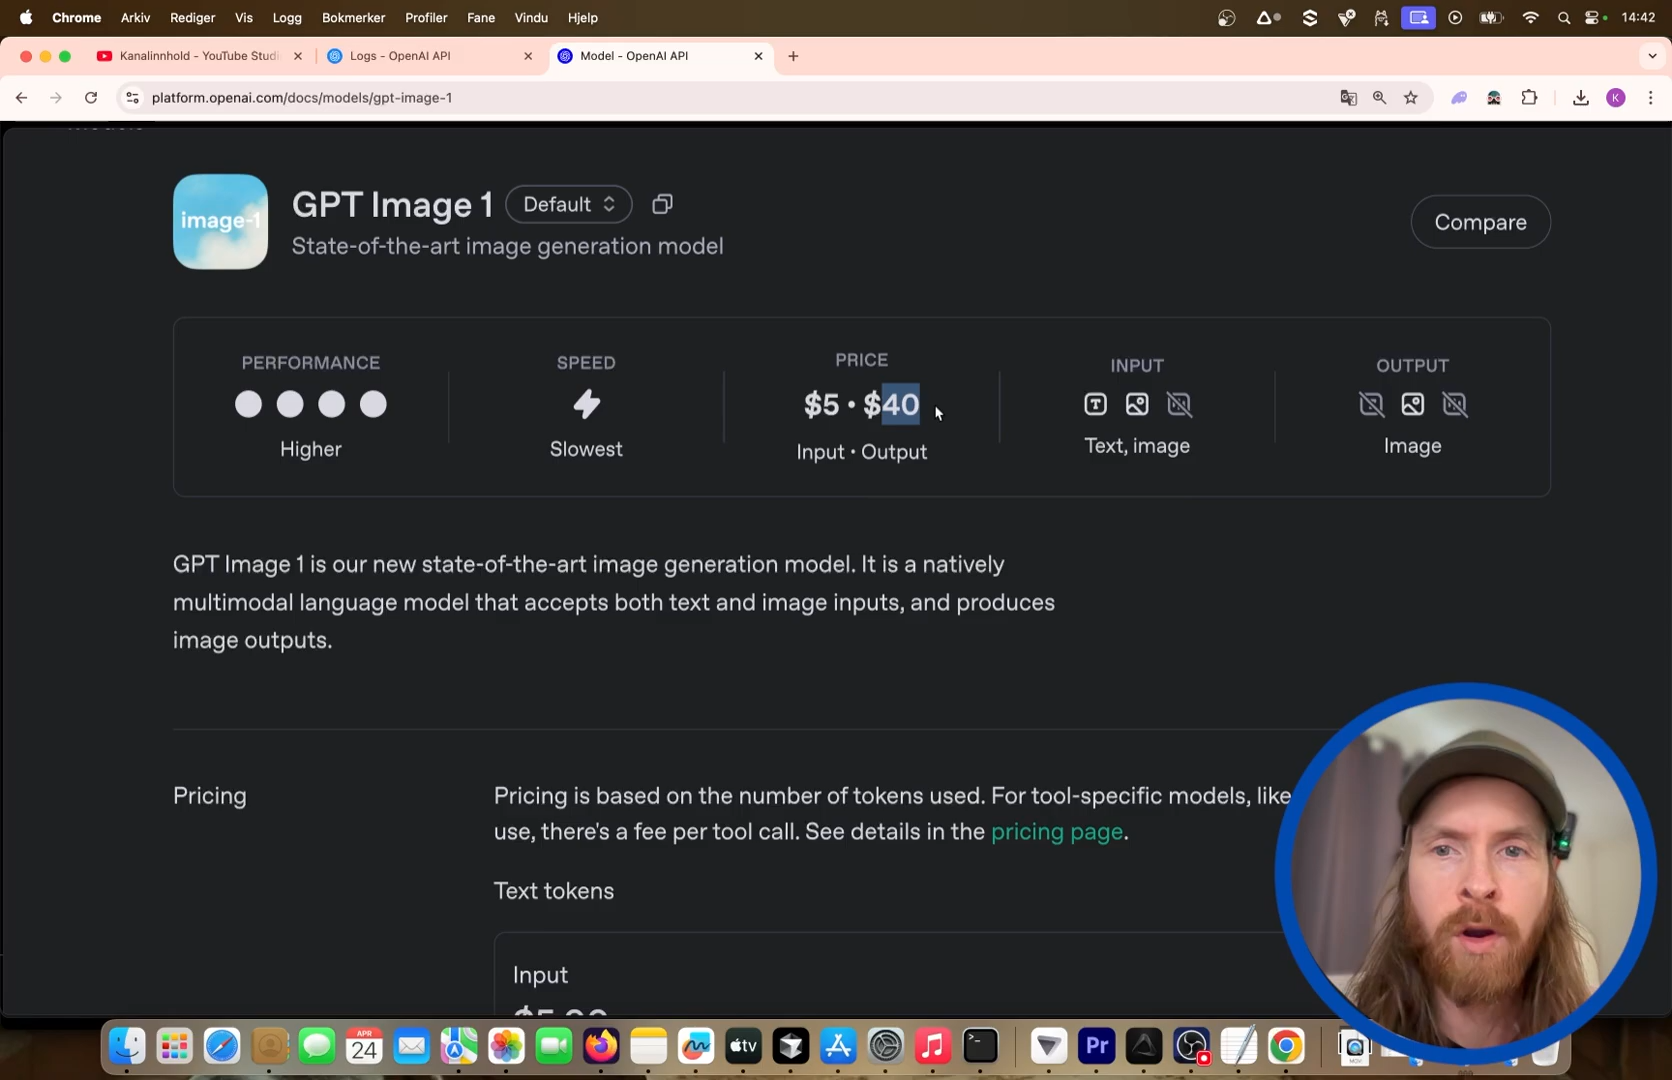 Chrome Arkiv Rediger Vis Logg Bokmerker Profiler Fane Vindu Hjelp 14:42
Kanalinnhold - YouTube Studi Logs - OpenAI API Model - OpenAI API
platform.openai.com/docs/models/gpt-image-1 K
image-1
GPT Image 1 Default
State-of-the-art image generation model
Compare
PERFORMANCE SPEED PRICE INPUT OUTPUT
$5 • $40
Higher Slowest Input • Output Text, image Image
GPT Image 1 is our new state-of-the-art image generation model. It is a natively
multimodal language model that accepts both text and image inputs, and produces
image outputs.
Pricing Pricing is based on the number of tokens used. For tool-specific models, like
use, there's a fee per tool call. See details in the pricing page.
Text tokens
Input
$5.00
APR
24
tv
Pr